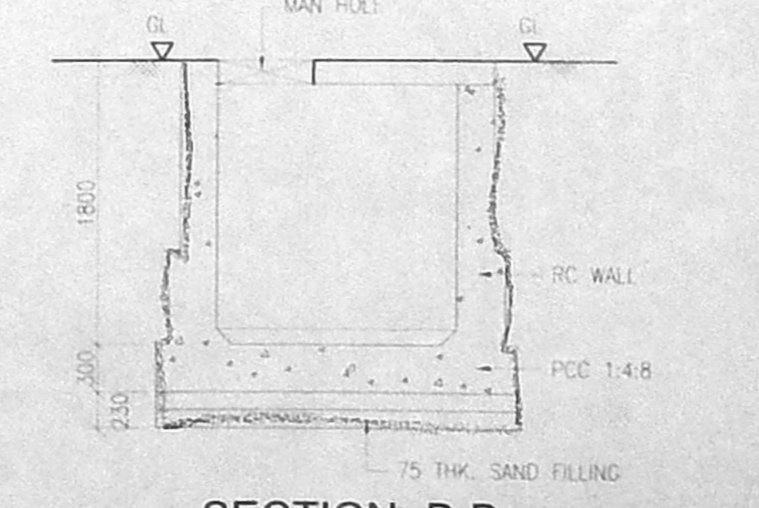 MAN HOLE
GL GL
1800
RC WALL
300
PCC 1:4:8
230
75 THK. SAND FILLING
SECTION B-B